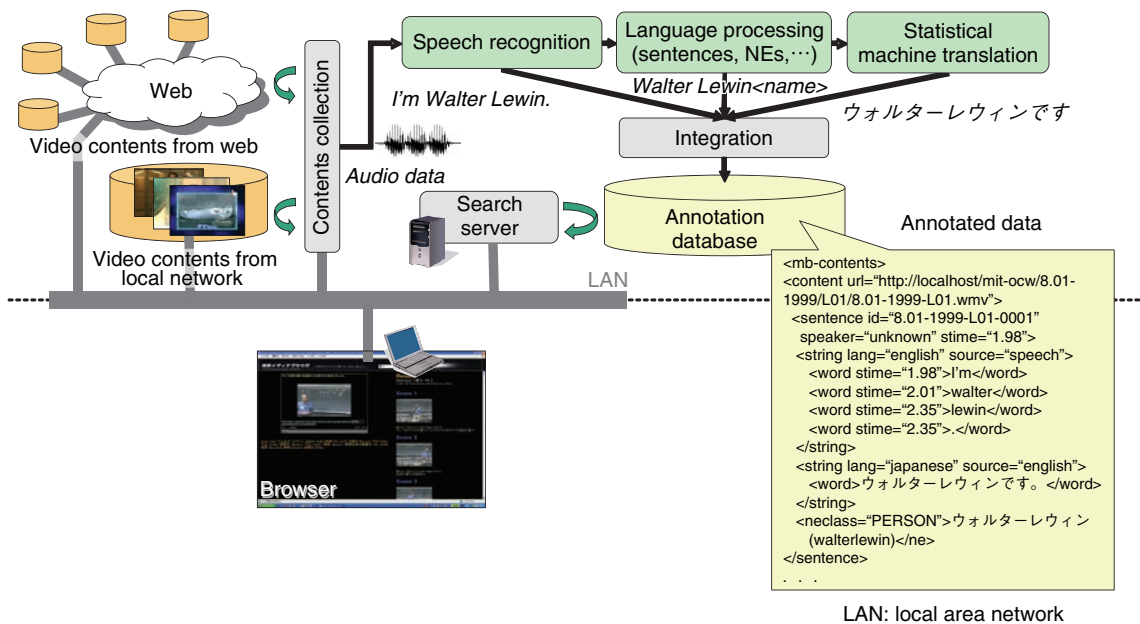 Web
Video contents from web
Video contents from
local network
Contents collection
Speech recognition
Language processing
(sentences, NEs,⋯)
Statistical
machine translation
I'm Walter Lewin.
Walter Lewin<name>
ウォルターレウィンです
Audio data
Integration
Search
server
Annotation
database
Annotated data
LAN
<mb-contents>
<content url=“http://localhost/mit-ocw/8.01-
1999/L01/8.01-1999-L01.wmv”>
<sentence id=“8.01-1999-L01-0001”
speaker=“unknown” stime=“1.98”>
<string lang=“english” source=“speech”>
<word stime=“1.98”>I’m</word>
<word stime=“2.01”>walter</word>
<word stime=“2.35”>lewin</word>
<word stime=“2.35”>.</word>
</string>
<string lang=“japanese” source=“english”>
<word>ウォルターレウィンです。</word>
</string>
<neclass=“PERSON”>ウォルターレウィン
(walterlewin)</ne>
</sentence>
. . .
Scene 1
Scene 2
Scene 3
Browser
LAN: local area network